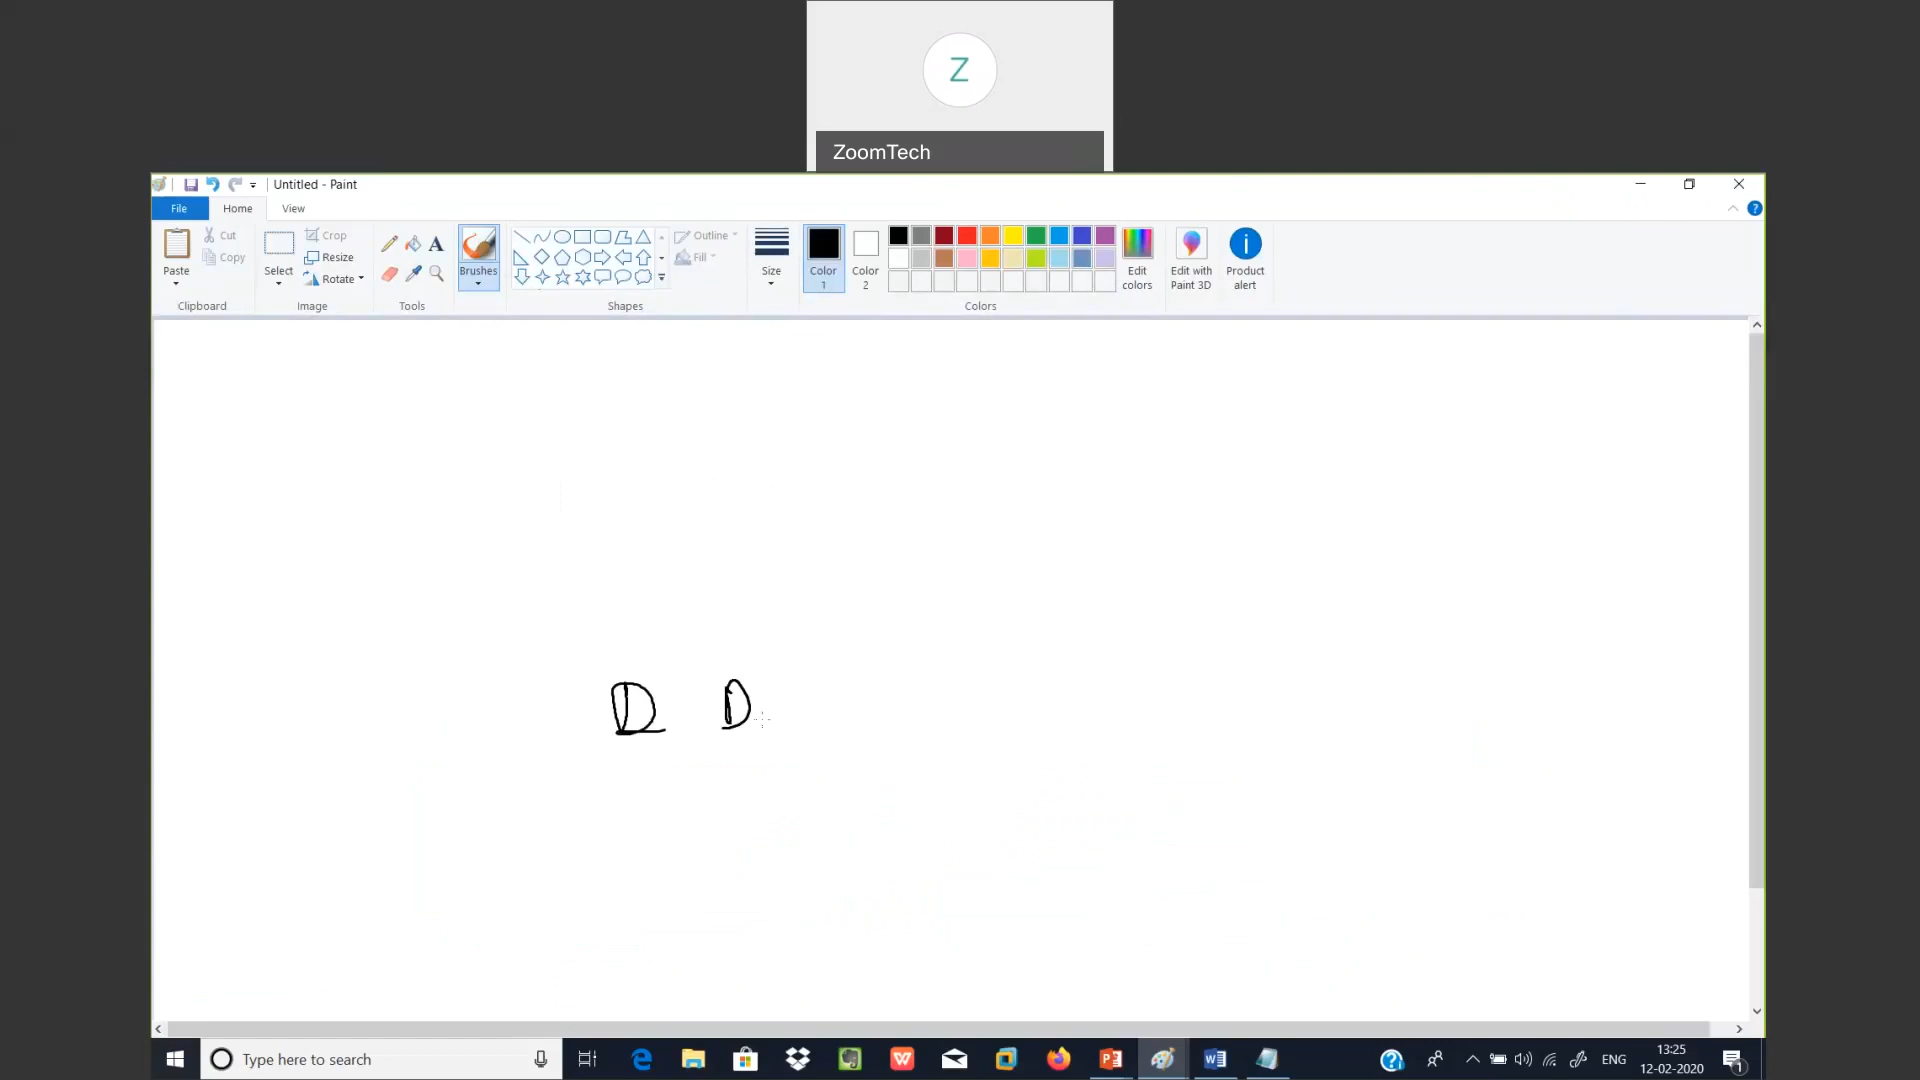 Z
ZoomTech
Untitled - Paint
File Home View
Paste
Cut
Copy
Clipboard
Select
Crop
Resize
Rotate
Image
A
Tools
Brushes
Outline
Fill
Shapes
Size
Color 1
Color 2
Edit colors
Colors
Edit with Paint 3D
Product alert
D D
Type here to search
ENG
13:25
12-02-2020
1